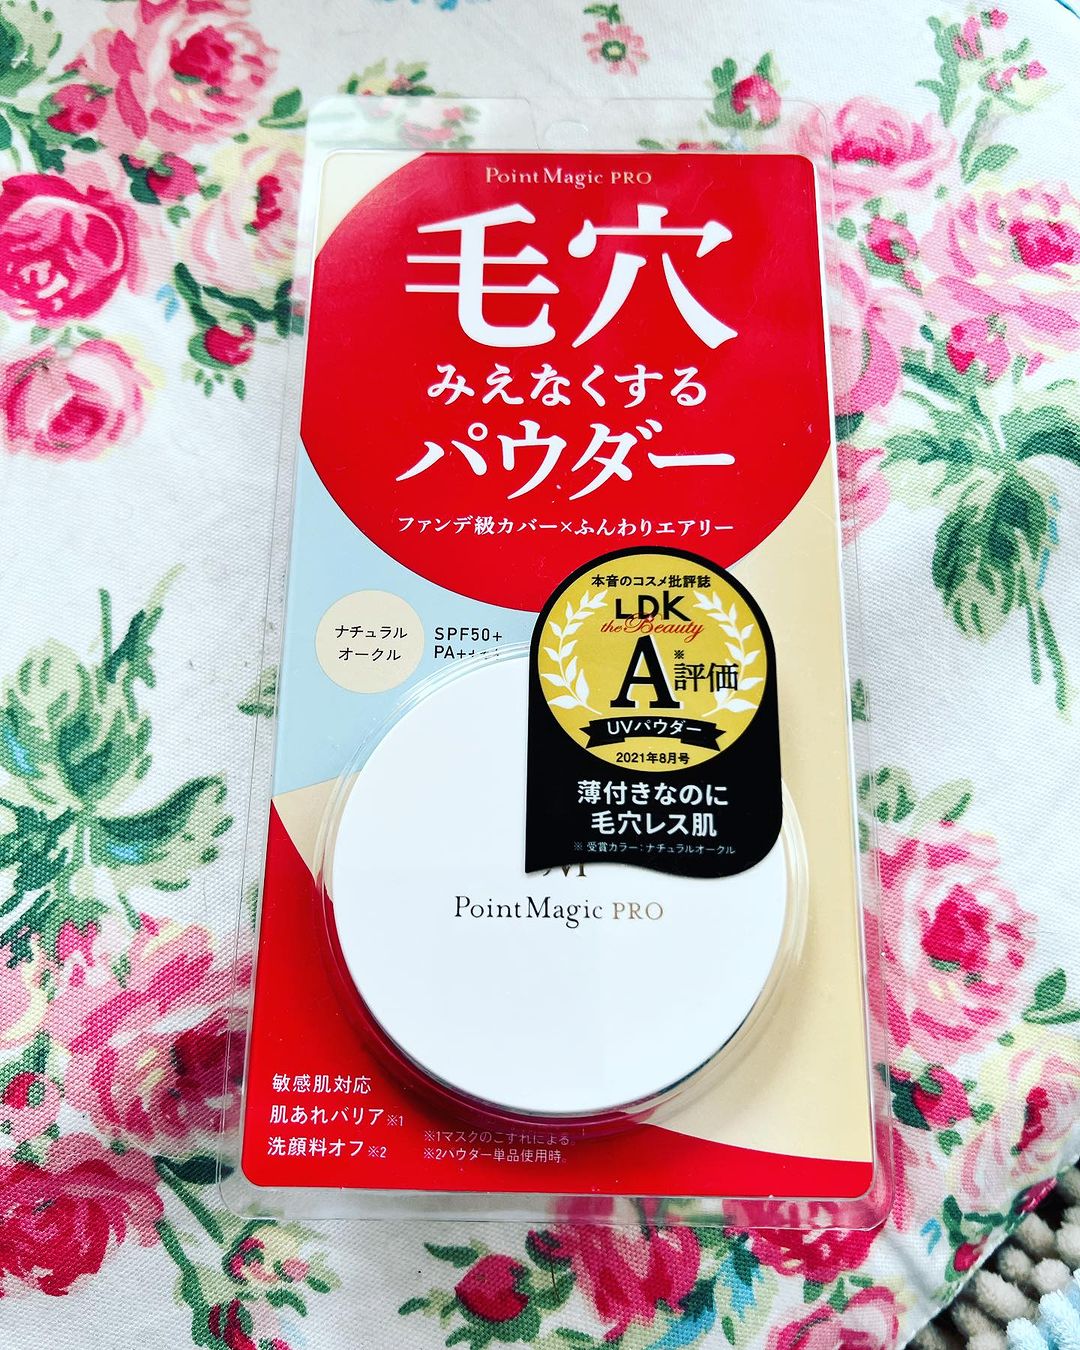 PointMagic PRO
毛穴
みえなくする
パウダー
ファンデ級カバー×ふんわりエアリー
ナチュラル
オークル
SPF50+
PA++++
本音のコスメ批評誌
LDK
the Beauty
A※評価
UVパウダー
2021年8月号
薄付きなのに
毛穴レス肌
※ 受賞カラー：ナチュラルオークル
PointMagic PRO
敏感肌対応
肌あれバリア※1
洗顔料オフ※2
※1マスクのこすれによる。
※2パウダー単品使用時。